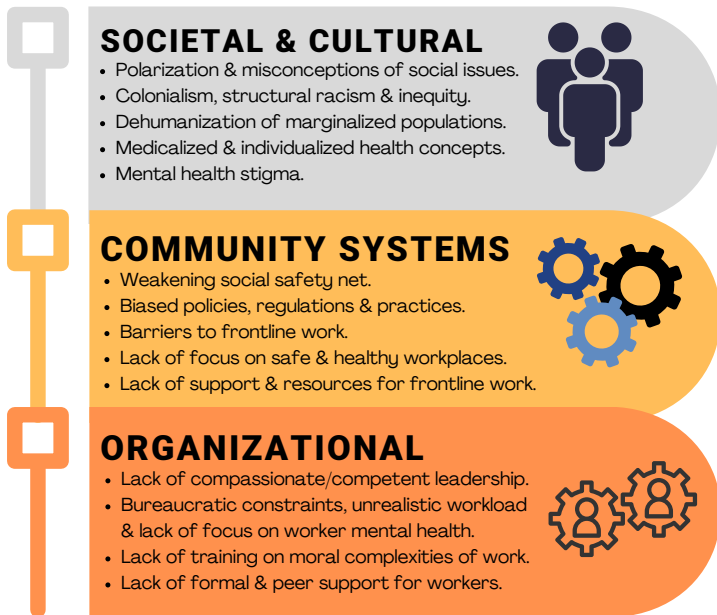 SOCIETAL & CULTURAL
• Polarization & misconceptions of social issues.
• Colonialism, structural racism & inequity.
• Dehumanization of marginalized populations.
• Medicalized & individualized health concepts.
• Mental health stigma.
COMMUNITY SYSTEMS
• Weakening social safety net.
• Biased policies, regulations & practices.
• Barriers to frontline work.
• Lack of focus on safe & healthy workplaces.
• Lack of support & resources for frontline work.
ORGANIZATIONAL
• Lack of compassionate/competent leadership.
• Bureaucratic constraints, unrealistic workload
& lack of focus on worker mental health.
• Lack of training on moral complexities of work.
• Lack of formal & peer support for workers.